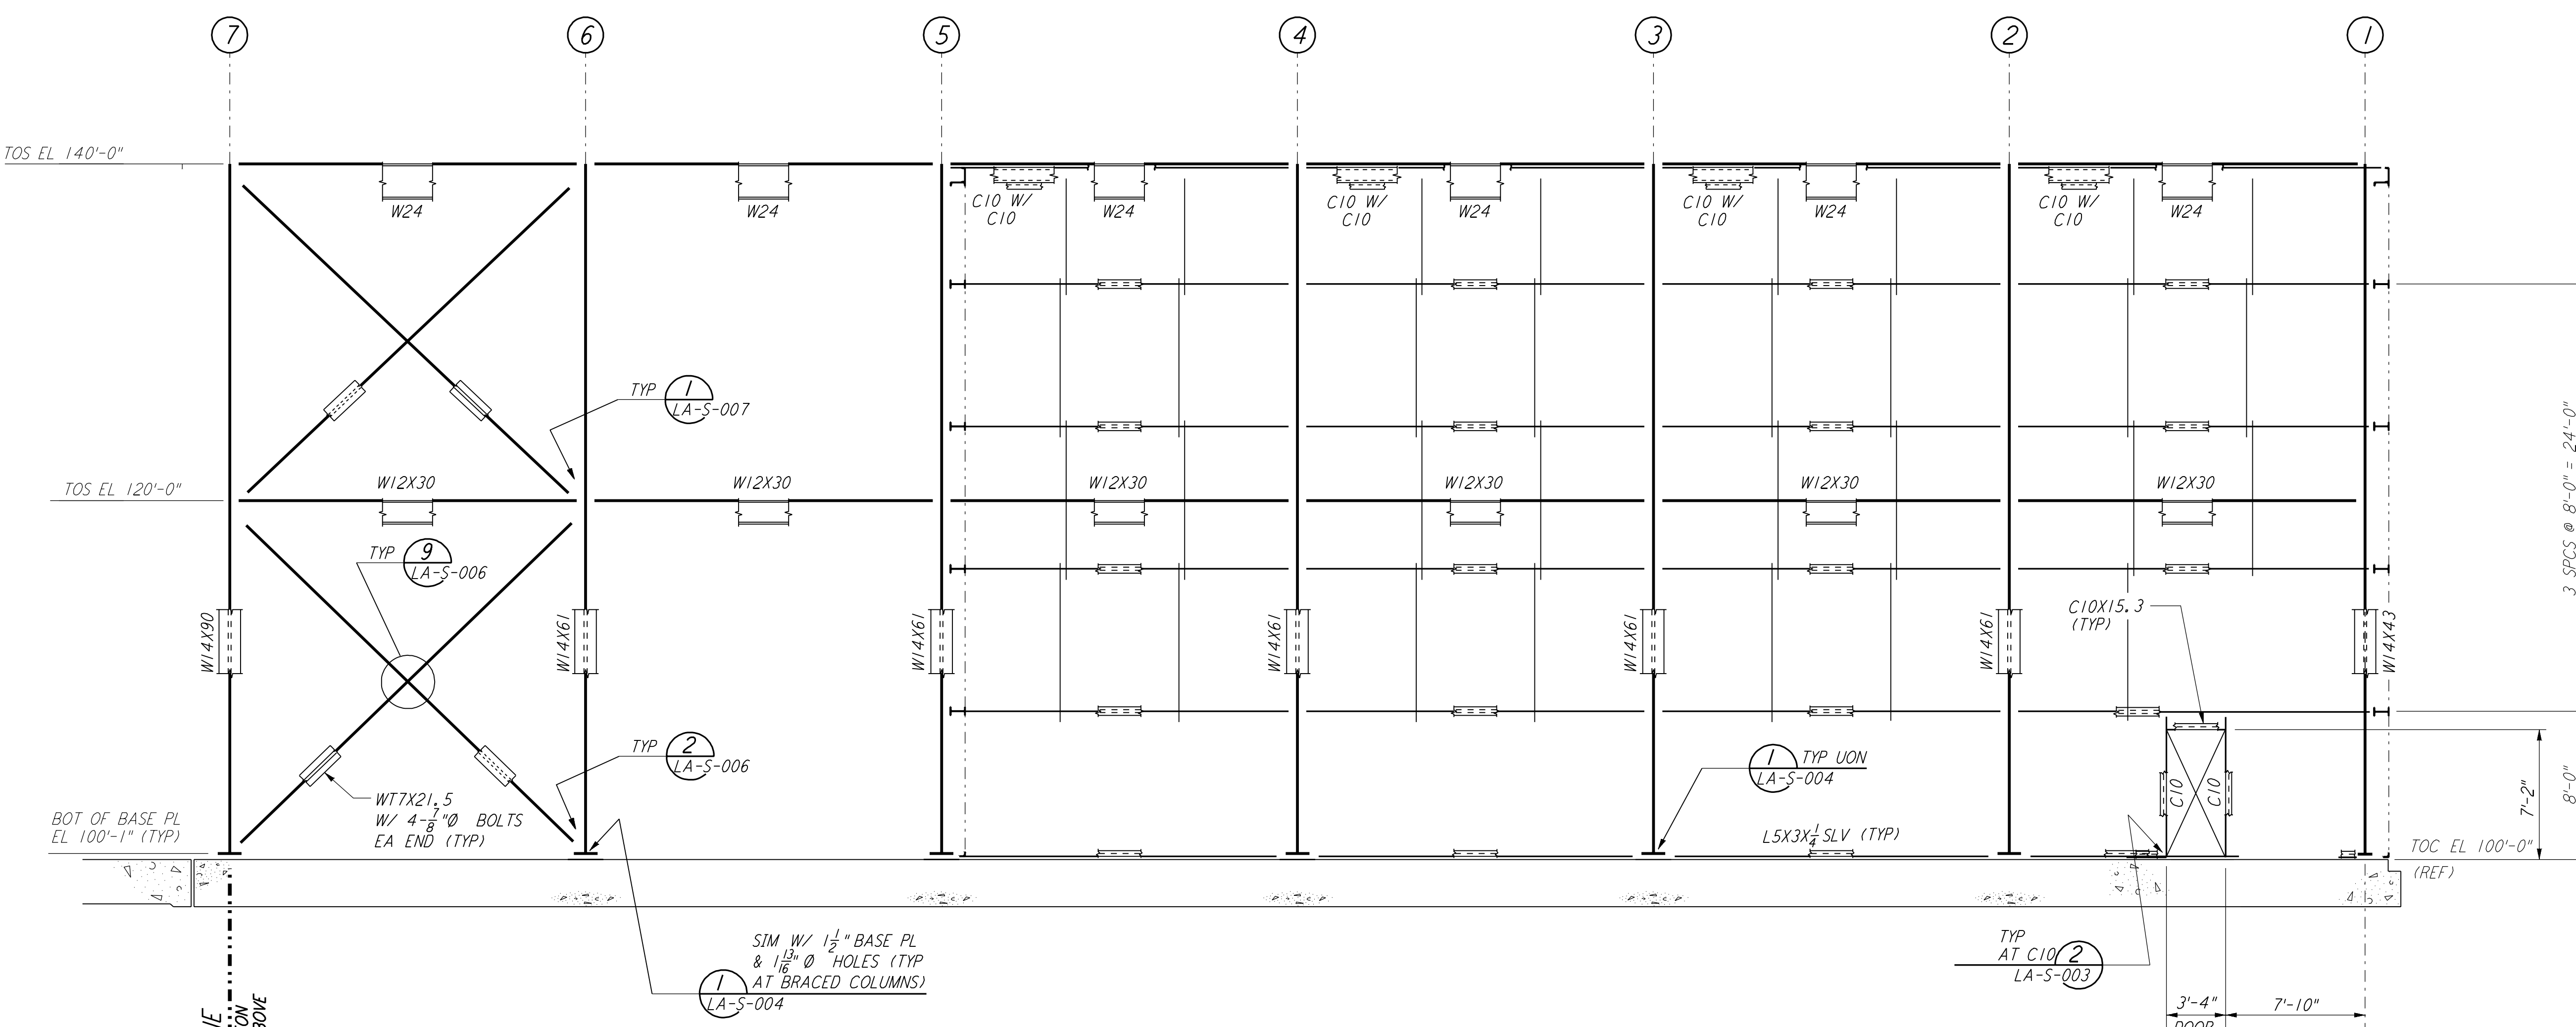 7 6 5 4 3 2 1
TOS EL 140'-0"
W24 W24 W24 W24 W24 W24
C10 W/
C10
C10 W/
C10
C10 W/
C10
C10 W/
C10
TYP 1
LA-S-007
3 SPCS @ 8'-0" = 24'-0"
TOS EL 120'-0"
W12X30 W12X30 W12X30 W12X30 W12X30 W12X30
TYP 9
LA-S-006
C10X15.3
(TYP)
W14X90 W14X61 W14X61 W14X61 W14X61 W14X61 W14X43
TYP 2
LA-S-006
1 TYP UON
LA-S-004
WT7X21.5
W/ 4-7/8"Ø BOLTS
EA END (TYP)
C10 C10
7'-2"
8'-0"
BOT OF BASE PL
EL 100'-1" (TYP)
L5X3X1/4 SLV (TYP)
TOC EL 100'-0"
(REF)
SIM W/ 1 1/2" BASE PL
& 1 13/16" Ø HOLES (TYP
AT BRACED COLUMNS)
1
LA-S-004
TYP
AT C10 2
LA-S-003
3'-4"
DOOR
7'-10"